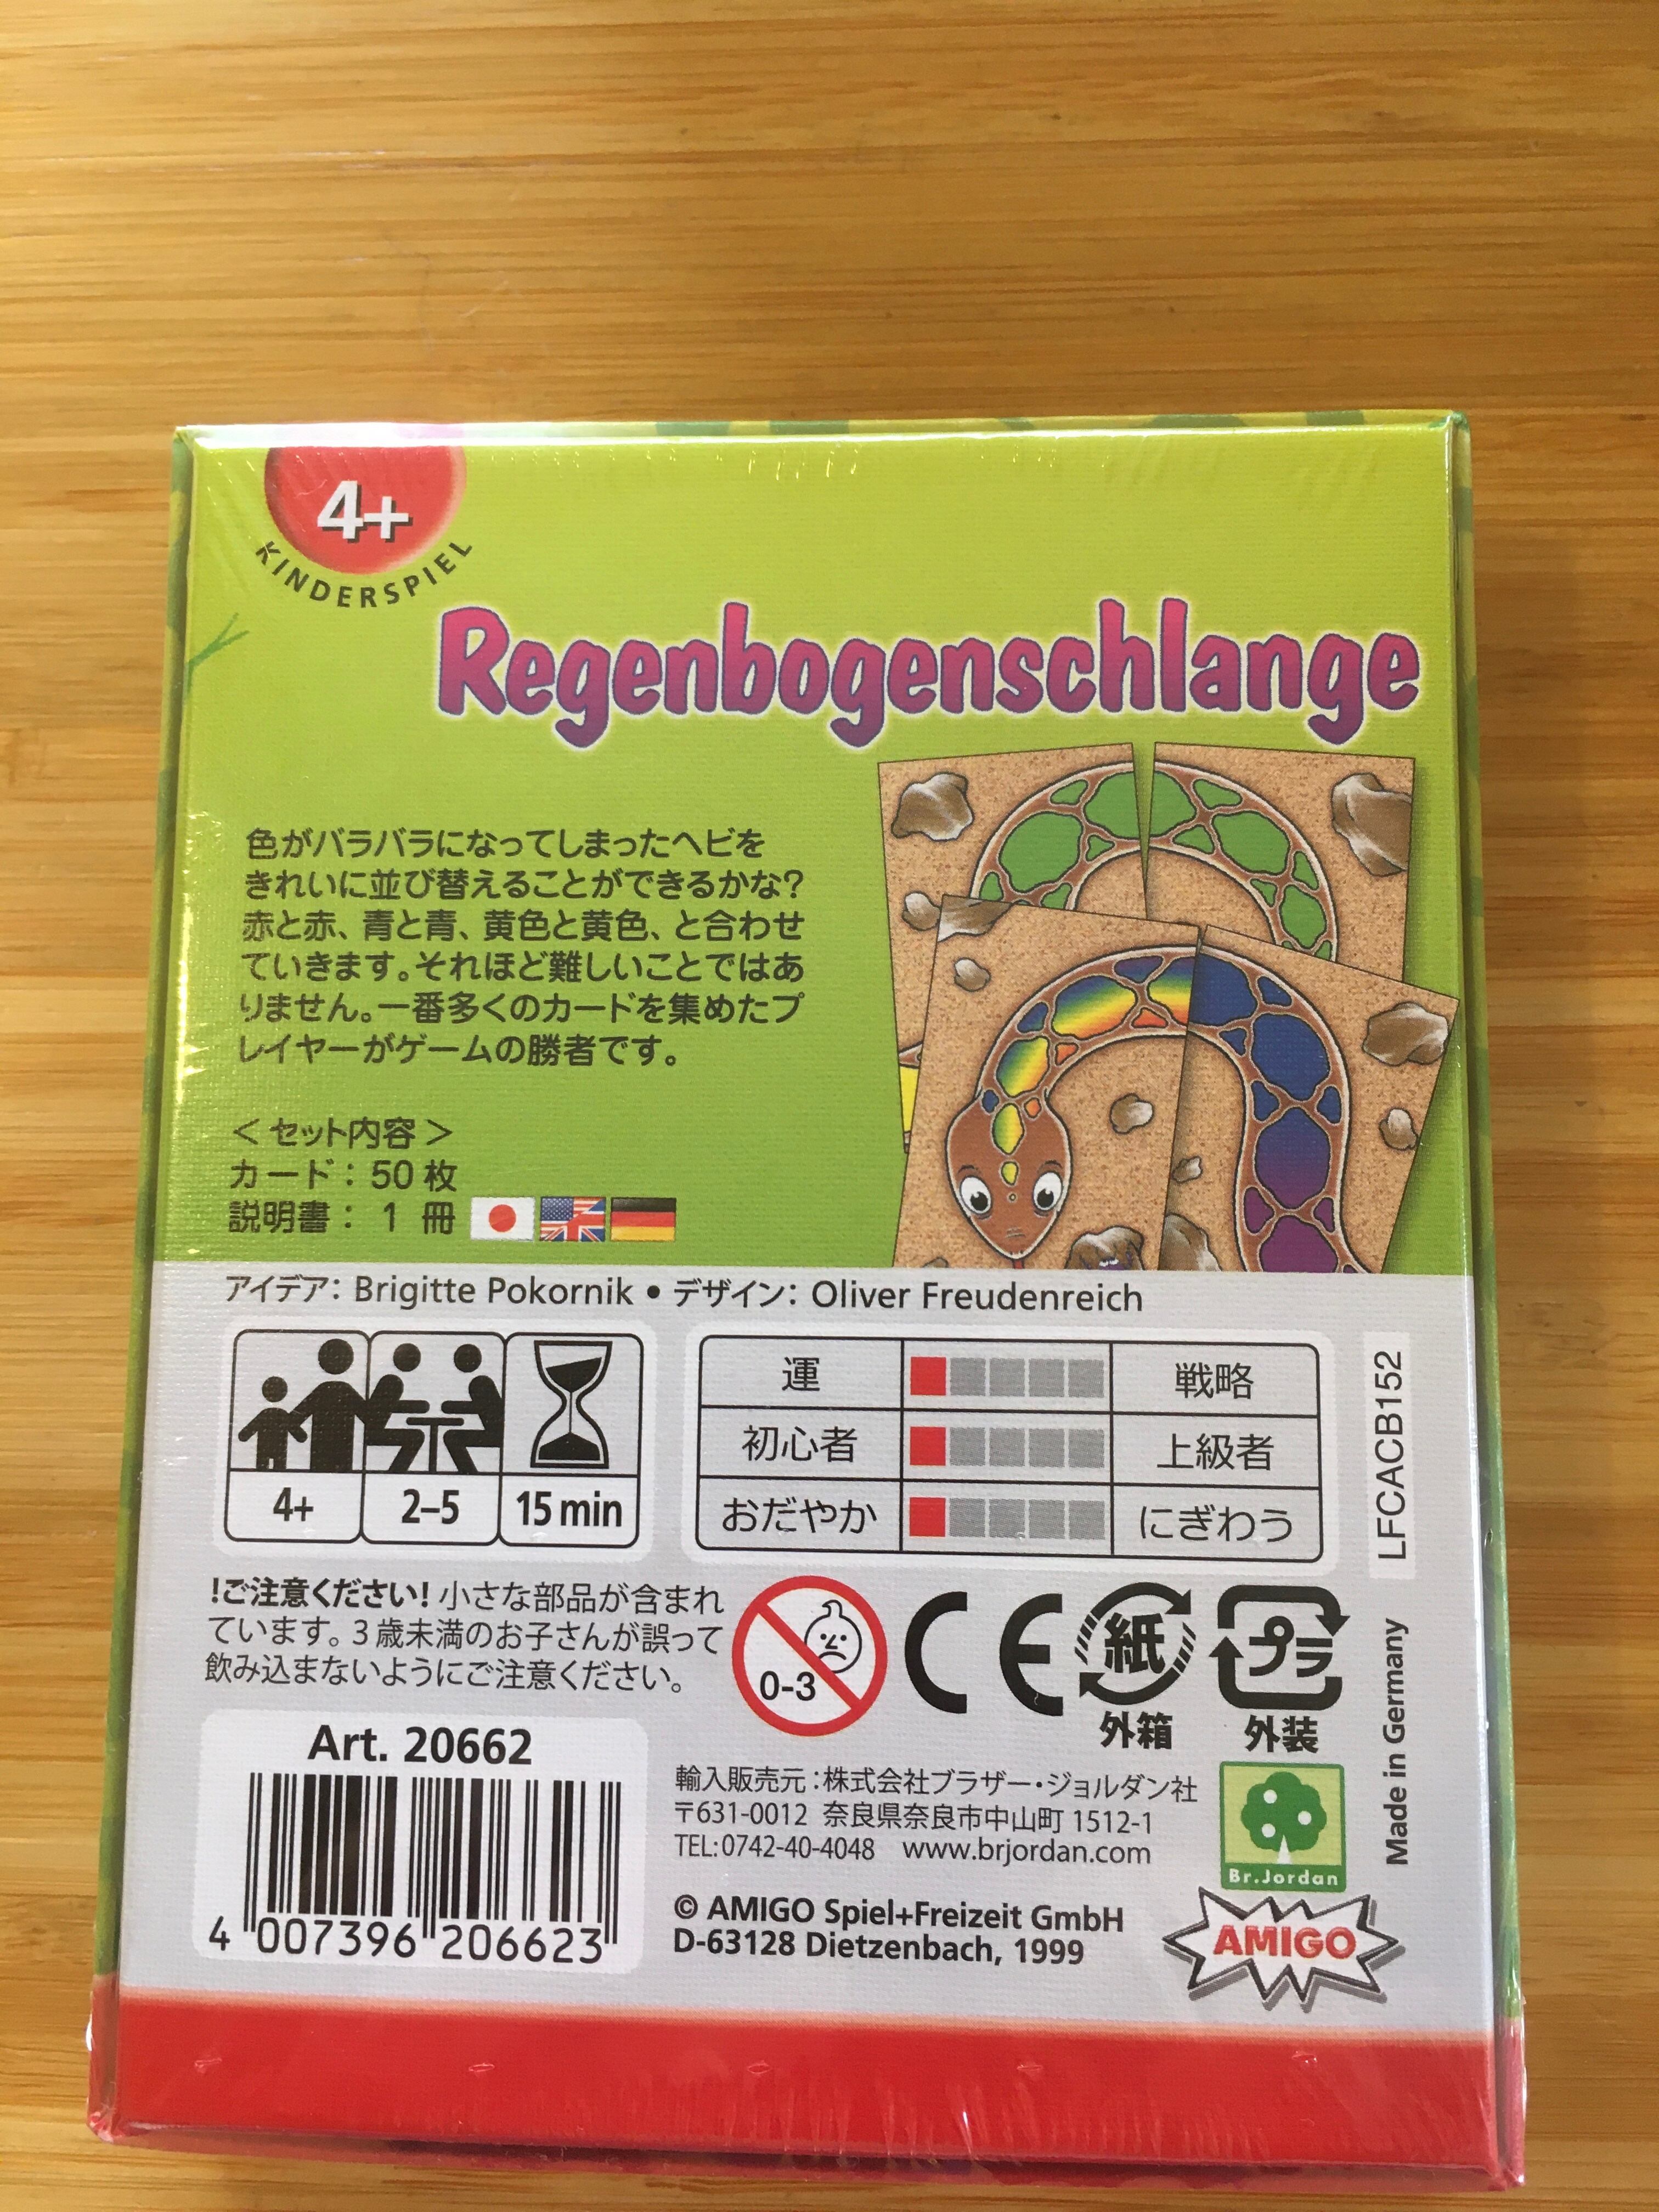 4+
KINDERSPIEL
Regenbogenschlange
色がバラバラになってしまったヘビを
きれいに並び替えることができるかな?
赤と赤、青と青、黄色と黄色、と合わせ
ていきます。それほど難しいことではあ
りません。一番多くのカードを集めたプ
レイヤーがゲームの勝者です。
＜セット内容＞
カード：50枚
説明書：1冊
アイデア：Brigitte Pokornik • デザイン：Oliver Freudenreich
4+ 2–5 15 min
運 戦略
初心者 上級者
おだやか にぎわう
LFCACB152
!ご注意ください! 小さな部品が含まれ
ています。3歳未満のお子さんが誤って
飲み込まないようにご注意ください。
0-3
CE
紙
外箱
プラ
外装
Made in Germany
Art. 20662
4 007396 206623
輸入販売元：株式会社ブラザー・ジョルダン社
〒631-0012 奈良県奈良市中山町 1512-1
TEL:0742-40-4048 www.brjordan.com
Br.Jordan
© AMIGO Spiel+Freizeit GmbH
D-63128 Dietzenbach, 1999
AMIGO